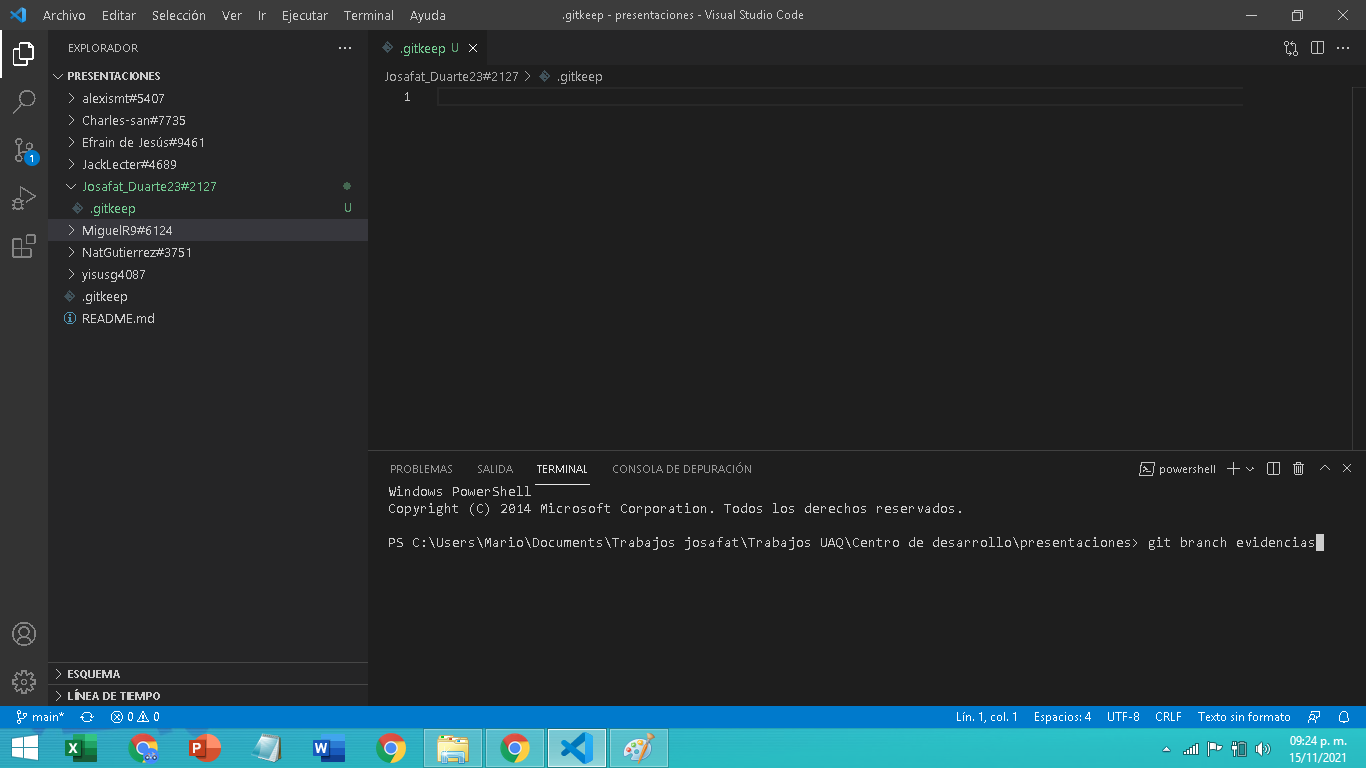 Archivo Editar Selección Ver Ir Ejecutar Terminal Ayuda .gitkeep - presentaciones - Visual Studio Code
EXPLORADOR
PRESENTACIONES
alexismt#5407
Charles-san#7735
Efrain de Jesús#9461
JackLecter#4689
Josafat_Duarte23#2127
.gitkeep U
MiguelR9#6124
NatGutierrez#3751
yisusg4087
.gitkeep
README.md
ESQUEMA
LÍNEA DE TIEMPO
1
.gitkeep U
Josafat_Duarte23#2127 > .gitkeep
1
PROBLEMAS SALIDA TERMINAL CONSOLA DE DEPURACIÓN powershell
Windows PowerShell
Copyright (C) 2014 Microsoft Corporation. Todos los derechos reservados.
PS C:\Users\Mario\Documents\Trabajos josafat\Trabajos UAQ\Centro de desarrollo\presentaciones> git branch evidencias
main* 0 0 Lín. 1, col. 1 Espacios: 4 UTF-8 CRLF Texto sin formato
09:24 p. m.
15/11/2021